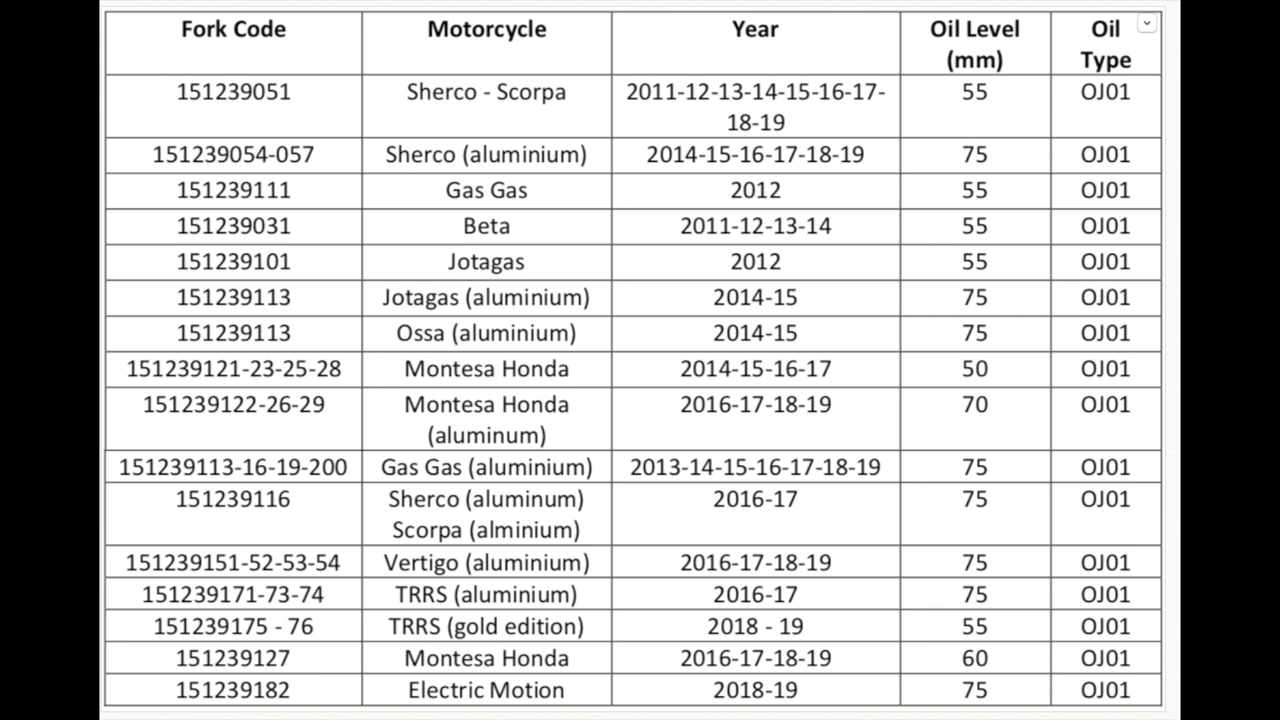 Fork Code Motorcycle Year Oil Level (mm) Oil Type
151239051 Sherco - Scorpa 2011-12-13-14-15-16-17-18-19 55 OJ01
151239054-057 Sherco (aluminium) 2014-15-16-17-18-19 75 OJ01
151239111 Gas Gas 2012 55 OJ01
151239031 Beta 2011-12-13-14 55 OJ01
151239101 Jotagas 2012 55 OJ01
151239113 Jotagas (aluminium) 2014-15 75 OJ01
151239113 Ossa (aluminium) 2014-15 75 OJ01
151239121-23-25-28 Montesa Honda 2014-15-16-17 50 OJ01
151239122-26-29 Montesa Honda (aluminum) 2016-17-18-19 70 OJ01
151239113-16-19-200 Gas Gas (aluminium) 2013-14-15-16-17-18-19 75 OJ01
151239116 Sherco (aluminum) Scorpa (alminium) 2016-17 75 OJ01
151239151-52-53-54 Vertigo (aluminium) 2016-17-18-19 75 OJ01
151239171-73-74 TRRS (aluminium) 2016-17 75 OJ01
151239175 - 76 TRRS (gold edition) 2018 - 19 55 OJ01
151239127 Montesa Honda 2016-17-18-19 60 OJ01
151239182 Electric Motion 2018-19 75 OJ01